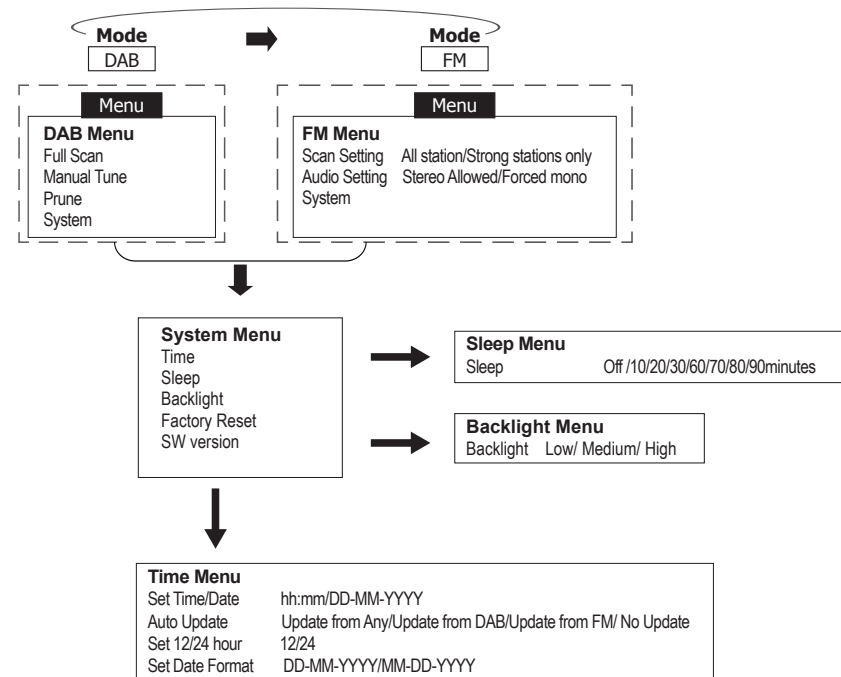 Mode Mode
DAB FM
Menu
DAB Menu
Full Scan
Manual Tune
Prune
System
Menu
FM Menu
Scan Setting All station/Strong stations only
Audio Setting Stereo Allowed/Forced mono
System
System Menu
Time
Sleep
Backlight
Factory Reset
SW version
Sleep Menu
Sleep Off /10/20/30/60/70/80/90minutes
Backlight Menu
Backlight Low/ Medium/ High
Time Menu
Set Time/Date hh:mm/DD-MM-YYYY
Auto Update Update from Any/Update from DAB/Update from FM/ No Update
Set 12/24 hour 12/24
Set Date Format DD-MM-YYYY/MM-DD-YYYY